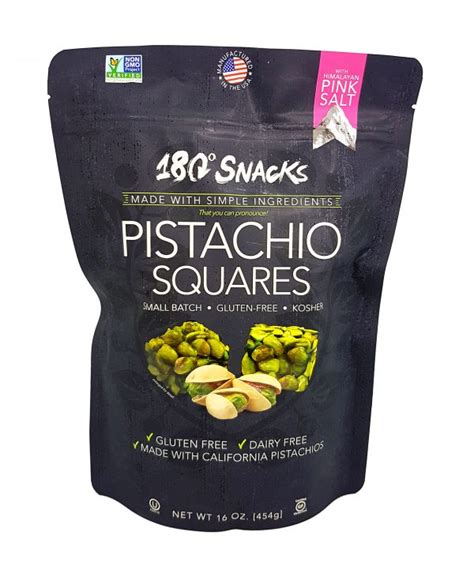 NON
GMO
Project
VERIFIED
MANUFACTURED
IN THE USA
WITH
HIMALAYAN
PINK
SALT
180° SNACKS
MADE WITH SIMPLE INGREDIENTS
That you can pronounce!
PISTACHIO
SQUARES
SMALL BATCH • GLUTEN-FREE • KOSHER
✓ GLUTEN FREE ✓ DAIRY FREE
✓ MADE WITH CALIFORNIA PISTACHIOS
NET WT 16 OZ. [454g]